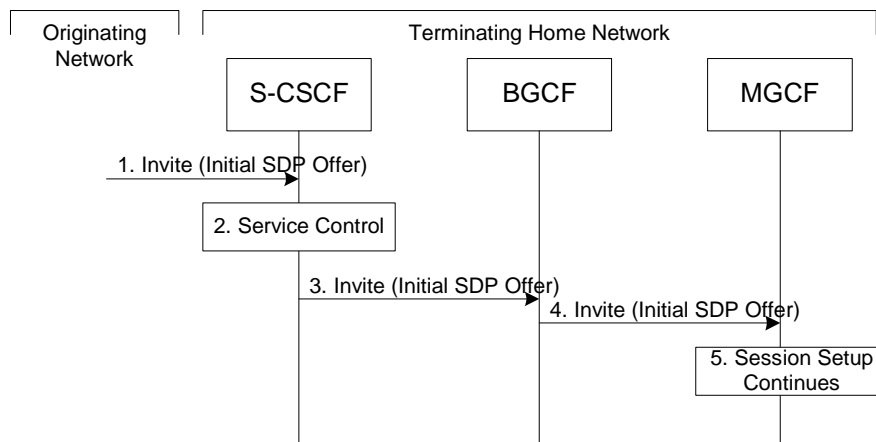 Originating
Network
Terminating Home Network
S-CSCF
BGCF
MGCF
1. Invite (Initial SDP Offer)
2. Service Control
3. Invite (Initial SDP Offer)
4. Invite (Initial SDP Offer)
5. Session Setup
Continues